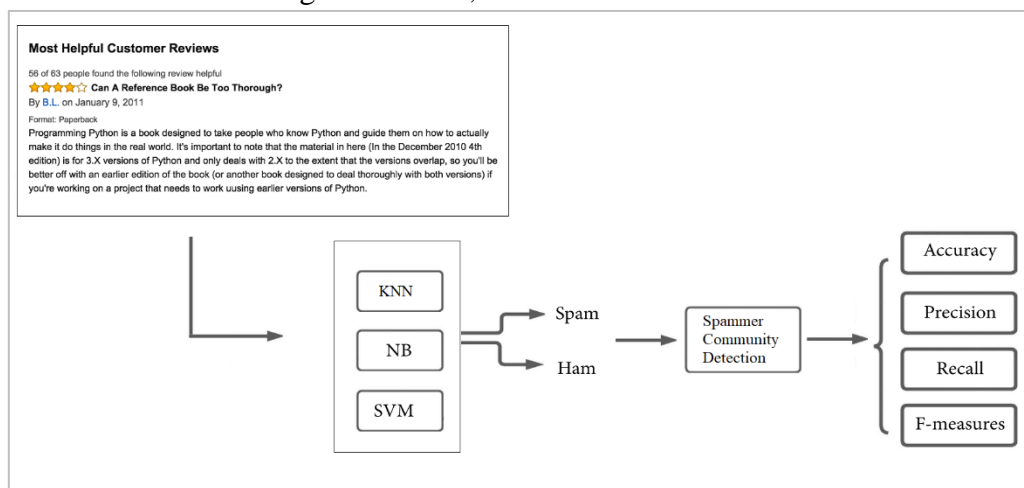 Most Helpful Customer Reviews
56 of 63 people found the following review helpful
Can A Reference Book Be Too Thorough?
By B.L. on January 9, 2011
Format: Paperback
Programming Python is a book designed to take people who know Python and guide them on how to actually
make it do things in the real world. It's important to note that the material in here (In the December 2010 4th
edition) is for 3.X versions of Python and only deals with 2.X to the extent that the versions overlap, so you'll be
better off with an earlier edition of the book (or another book designed to deal thoroughly with both versions) if
you're working on a project that needs to work uusing earlier versions of Python.
KNN
NB
SVM
Spam
Ham
Spammer
Community
Detection
Accuracy
Precision
Recall
F-measures